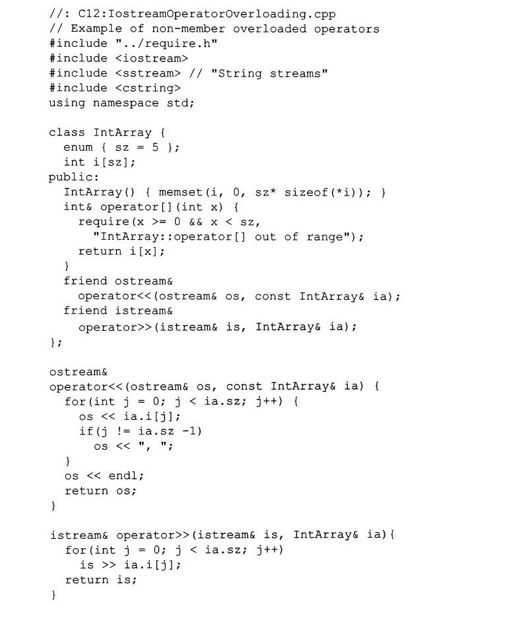 //: C12:IostreamOperatorOverloading.cpp
// Example of non-member overloaded operators
#include "../require.h"
#include <iostream>
#include <sstream> // "String streams"
#include <cstring>
using namespace std;

class IntArray {
  enum { sz = 5 };
  int i[sz];
public:
  IntArray() { memset(i, 0, sz* sizeof(*i)); }
  int& operator[](int x) {
    require(x >= 0 && x < sz,
      "IntArray::operator[] out of range");
    return i[x];
  }
  friend ostream&
    operator<<(ostream& os, const IntArray& ia);
  friend istream&
    operator>>(istream& is, IntArray& ia);
};

ostream&
operator<<(ostream& os, const IntArray& ia) {
  for(int j = 0; j < ia.sz; j++) {
    os << ia.i[j];
    if(j != ia.sz -1)
      os << ", ";
  }
  os << endl;
  return os;
}

istream& operator>>(istream& is, IntArray& ia){
  for(int j = 0; j < ia.sz; j++)
    is >> ia.i[j];
  return is;
}